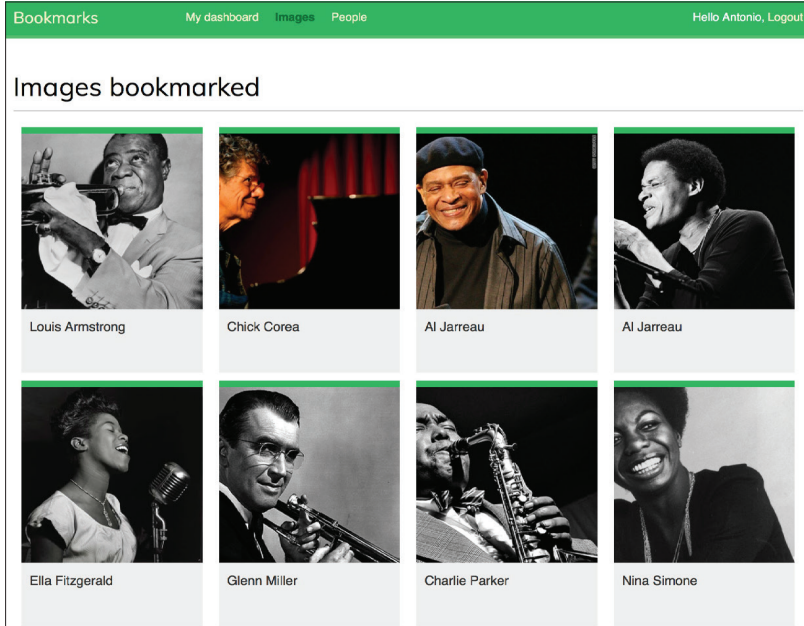 Bookmarks My dashboard Images People Hello Antonio, Logout
Images bookmarked
Louis Armstrong Chick Corea Al Jarreau Al Jarreau
Ella Fitzgerald Glenn Miller Charlie Parker Nina Simone